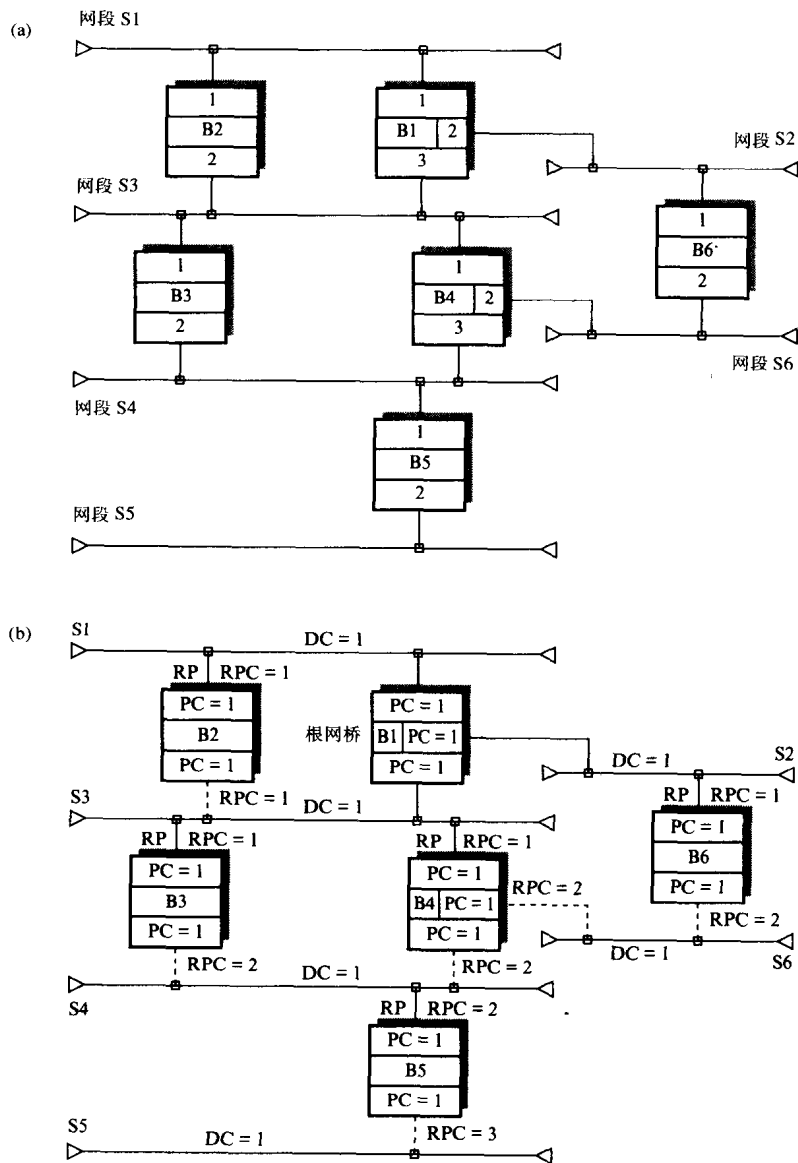 (a)
网段 S1
1
B2
2
1
B1
2
3
网段 S2
网段 S3
1
B3
2
1
B4
2
3
1
B6
2
网段 S6
网段 S4
1
B5
2
网段 S5
(b)
S1
DC = 1
RP
RPC = 1
PC = 1
B2
PC = 1
RPC = 1
根网桥
PC = 1
B1
PC = 1
PC = 1
S2
DC = 1
S3
DC = 1
RP
RPC = 1
PC = 1
B3
PC = 1
RPC = 2
RP
RPC = 1
PC = 1
B4
PC = 1
PC = 1
RPC = 2
RPC = 2
RP
RPC = 1
PC = 1
B6
PC = 1
RPC = 2
DC = 1
S6
S4
DC = 1
RP
RPC = 2
PC = 1
B5
PC = 1
RPC = 3
S5
DC = 1